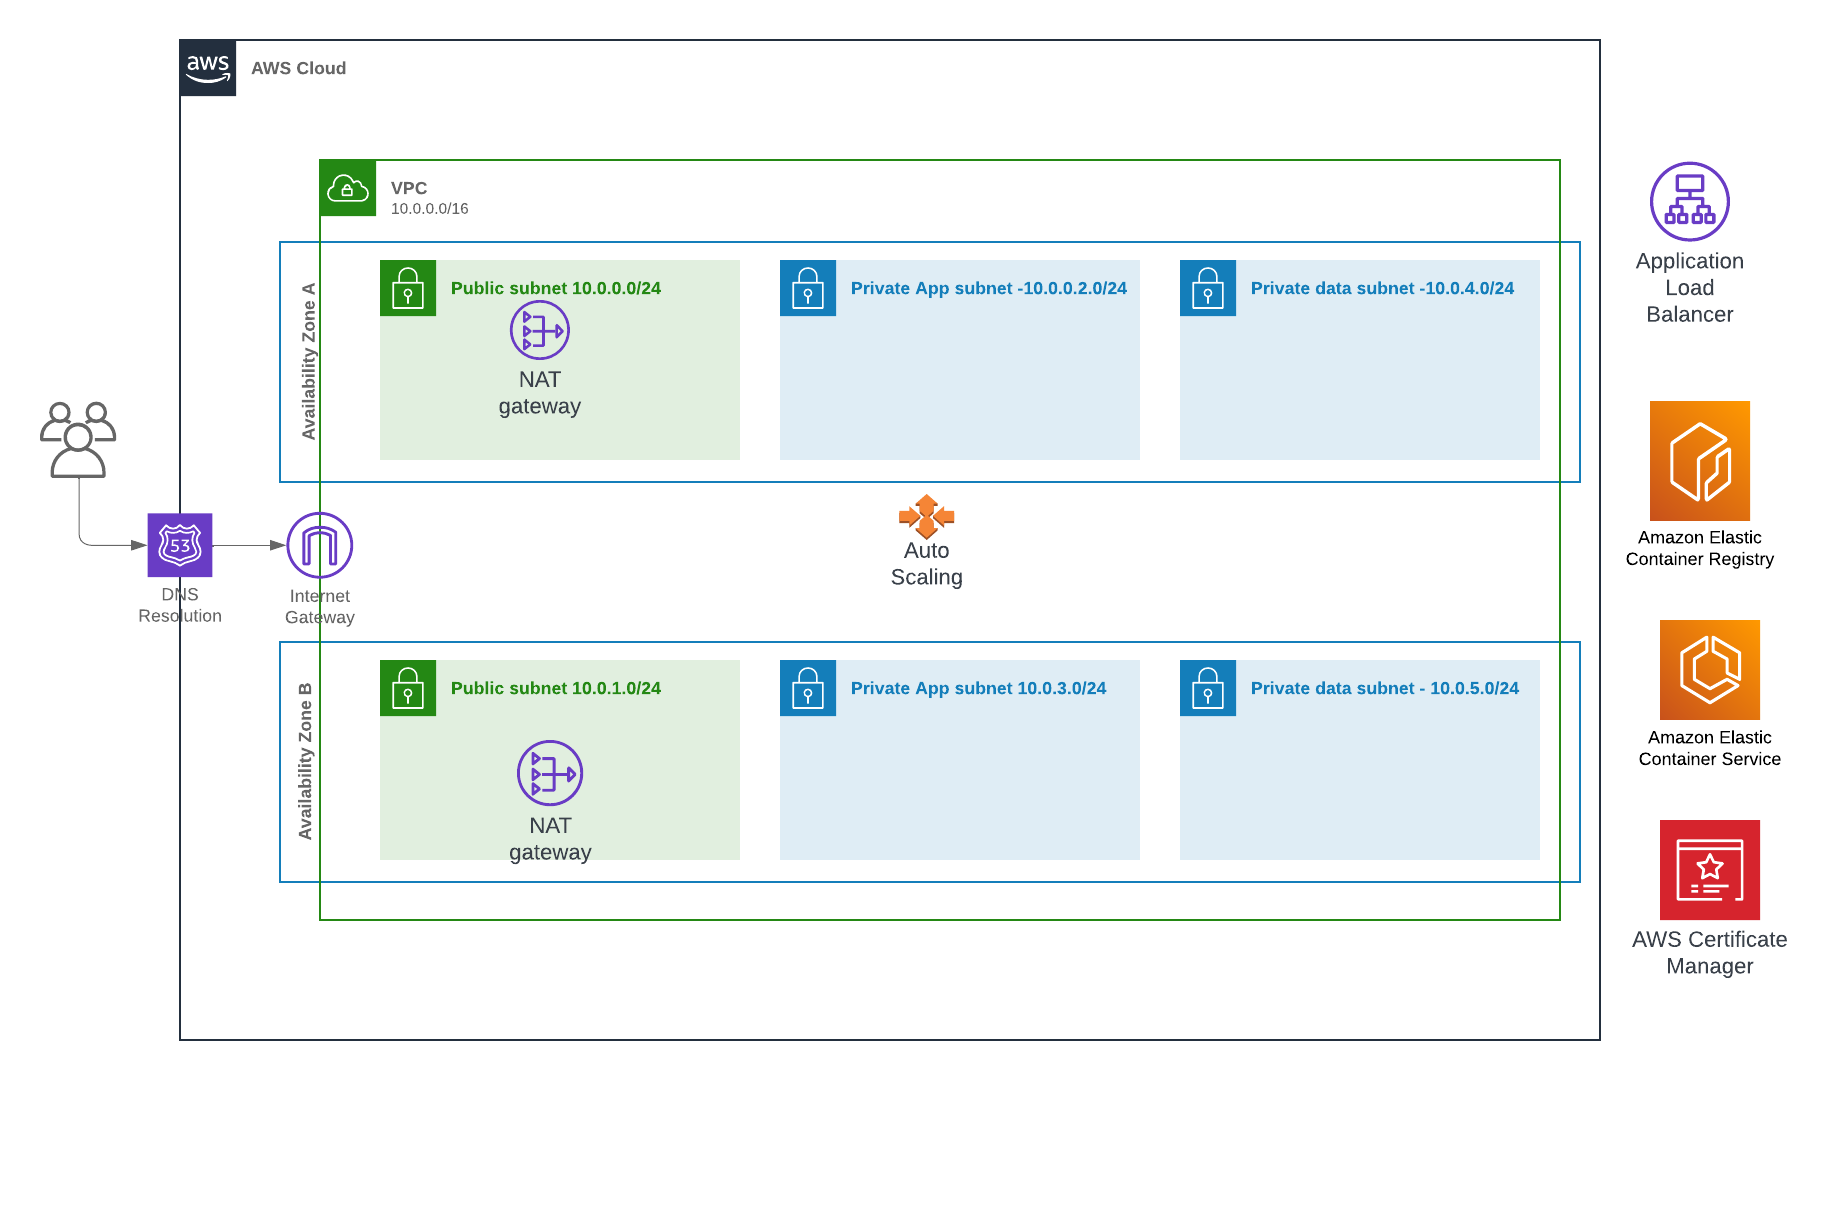 aws
AWS Cloud
VPC
10.0.0.0/16
Availability Zone A
Public subnet 10.0.0.0/24
NAT
gateway
Private App subnet -10.0.0.2.0/24
Private data subnet -10.0.4.0/24
Application
Load
Balancer
53
DNS
Resolution
Internet
Gateway
Auto
Scaling
Amazon Elastic
Container Registry
Availability Zone B
Public subnet 10.0.1.0/24
NAT
gateway
Private App subnet 10.0.3.0/24
Private data subnet - 10.0.5.0/24
Amazon Elastic
Container Service
AWS Certificate
Manager